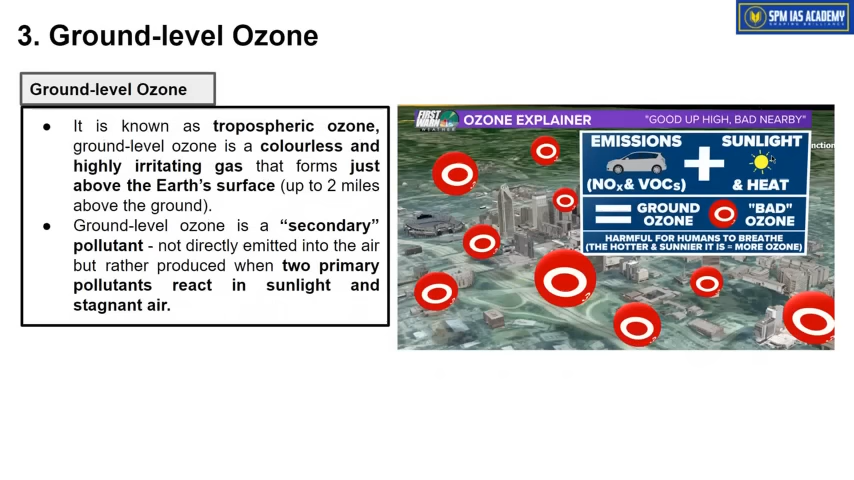 SPM IAS ACADEMY
SHAPING BRILLIANCE
3. Ground-level Ozone
Ground-level Ozone
● It is known as tropospheric ozone,
ground-level ozone is a colourless and
highly irritating gas that forms just
above the Earth's surface (up to 2 miles
above the ground).
● Ground-level ozone is a “secondary”
pollutant - not directly emitted into the air
but rather produced when two primary
pollutants react in sunlight and
stagnant air.
FIRST
WARN
WEATHER
OZONE EXPLAINER
"GOOD UP HIGH, BAD NEARBY"
EMISSIONS
(NOx & VOCs)
+
SUNLIGHT
& HEAT
nction
= GROUND
OZONE
"BAD"
OZONE
HARMFUL FOR HUMANS TO BREATHE
(THE HOTTER & SUNNIER IT IS = MORE OZONE)